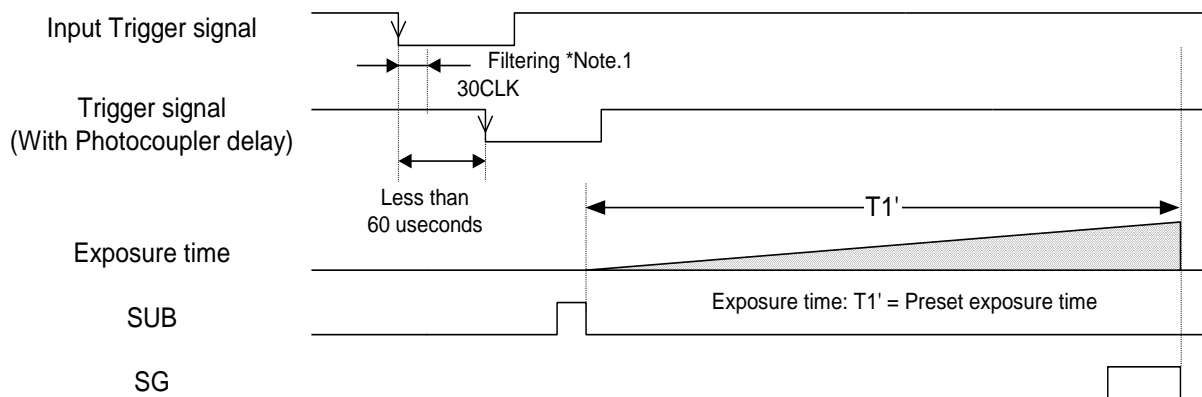 Input Trigger signal
Filtering *Note.1
30CLK
Trigger signal
(With Photocoupler delay)
Less than
60 useconds
T1'
Exposure time
Exposure time: T1' = Preset exposure time
SUB
SG